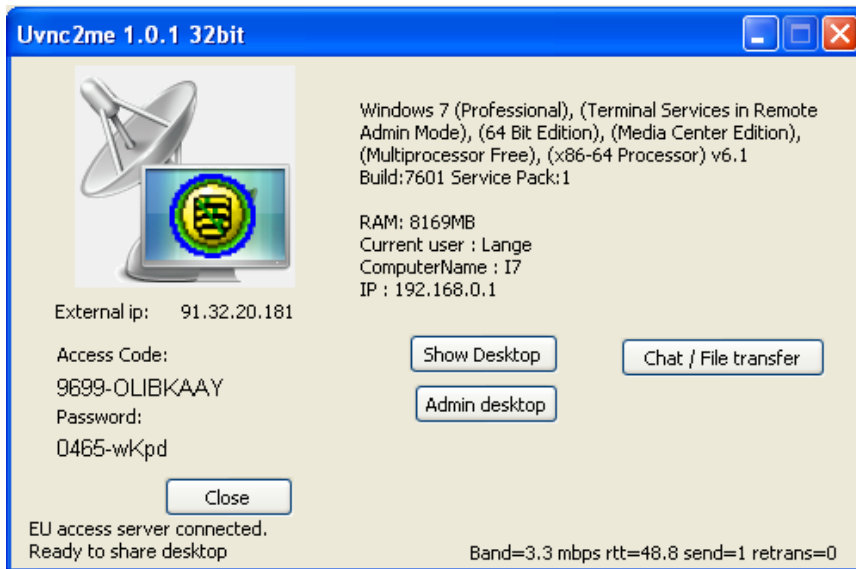 Uvnc2me 1.0.1 32bit
Windows 7 (Professional), (Terminal Services in Remote
Admin Mode), (64 Bit Edition), (Media Center Edition),
(Multiprocessor Free), (x86-64 Processor) v6.1
Build:7601 Service Pack:1
RAM: 8169MB
Current user : Lange
ComputerName : I7
IP : 192.168.0.1
External ip: 91.32.20.181
Access Code:
9699-OLIBKAAY
Password:
0465-wKpd
Show Desktop
Chat / File transfer
Admin desktop
Close
EU access server connected.
Ready to share desktop
Band=3.3 mbps rtt=48.8 send=1 retrans=0